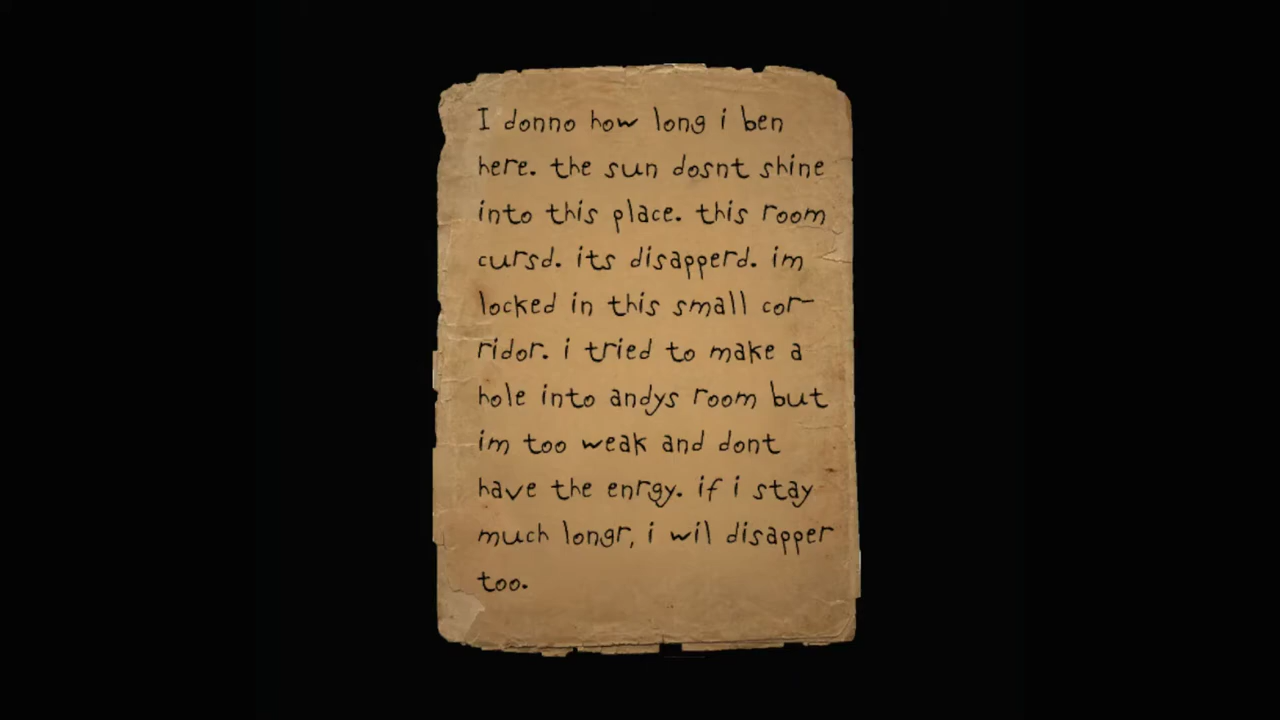 I donno how long i ben
here. the sun dosnt shine
into this place. this room
cursd. its disapperd. im
locked in this small cor-
ridor. i tried to make a
hole into andys room but
im too weak and dont
have the enrgy. if i stay
much longr, i wil disapper
too.